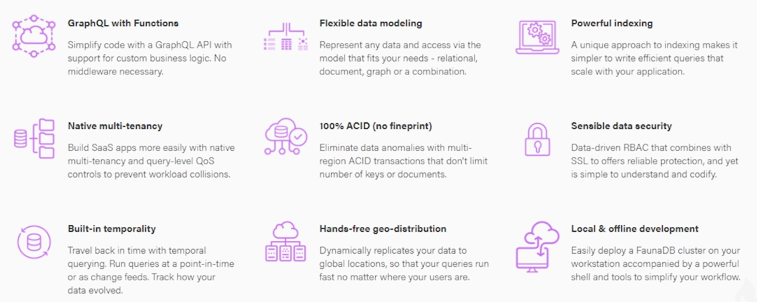 GraphQL with Functions
Simplify code with a GraphQL API with
support for custom business logic. No
middleware necessary.
Flexible data modeling
Represent any data and access via the
model that fits your needs - relational,
document, graph or a combination.
Powerful indexing
A unique approach to indexing makes it
simpler to write efficient queries that
scale with your application.
Native multi-tenancy
Build SaaS apps more easily with native
multi-tenancy and query-level QoS
controls to prevent workload collisions.
100% ACID (no fineprint)
Eliminate data anomalies with multi-
region ACID transactions that don't limit
number of keys or documents.
Sensible data security
Data-driven RBAC that combines with
SSL to offers reliable protection, and yet
is simple to understand and codify.
Built-in temporality
Travel back in time with temporal
querying. Run queries at a point-in-time
or as change feeds. Track how your
data evolved.
Hands-free geo-distribution
Dynamically replicates your data to
global locations, so that your queries run
fast no matter where your users are.
Local & offline development
Easily deploy a FaunaDB cluster on your
workstation accompanied by a powerful
shell and tools to simplify your workflow.